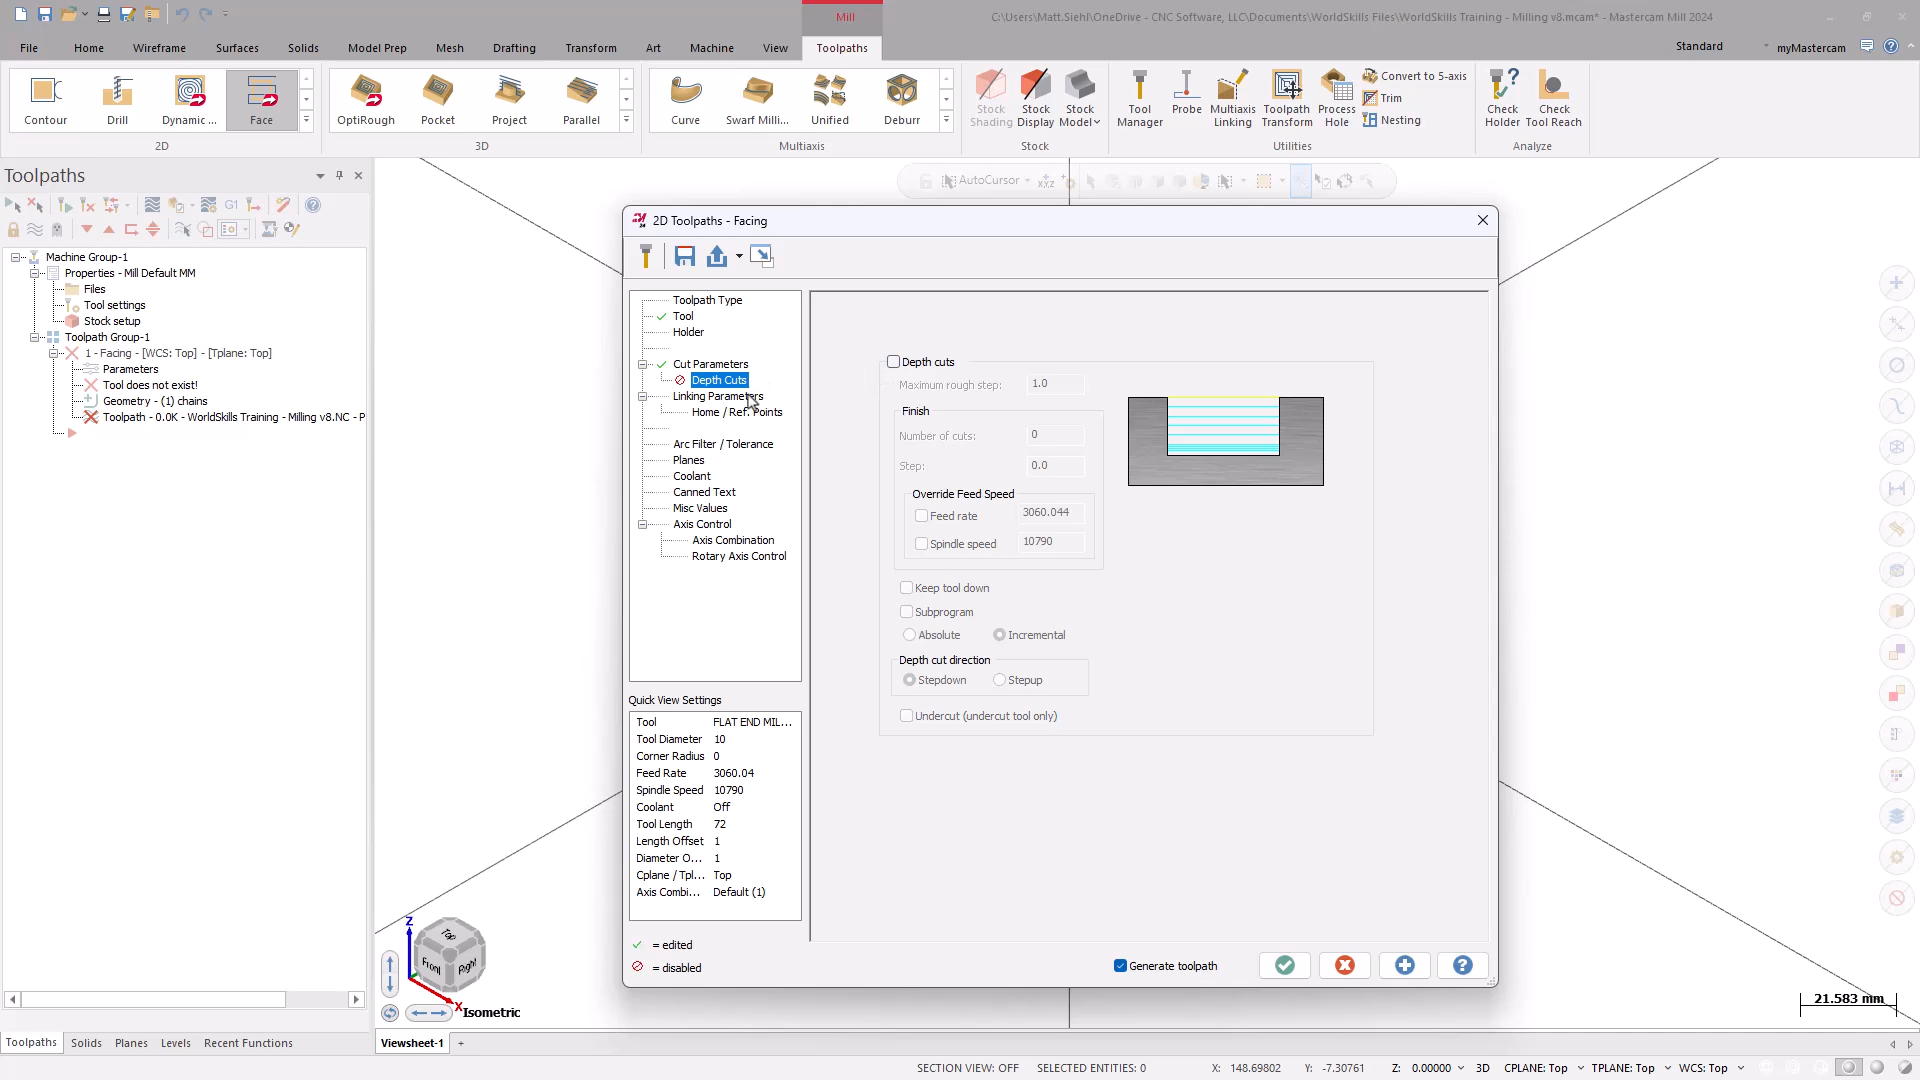 Mill
C:\Users\Matt.Siehl\OneDrive - CNC Software, LLC\Documents\WorldSkills Files\WorldSkills Training - Milling v8.mcam* - Mastercam Mill 2024
File
Home
Wireframe
Surfaces
Solids
Model Prep
Mesh
Drafting
Transform
Art
Machine
View
Toolpaths
Standard
myMastercam
Contour
Drill
Dynamic ...
Face
OptiRough
Pocket
Project
Parallel
Curve
Swarf Milli...
Unified
Deburr
Stock Shading
Stock Display
Stock Model
Tool Manager
Probe
Multiaxis Linking
Toolpath Transform
Process Hole
Convert to 5-axis
Trim
Nesting
Check Holder
Check Tool Reach
2D
3D
Multiaxis
Stock
Utilities
Analyze
Toolpaths
G1
AutoCursor
XYZ
Machine Group-1
Properties - Mill Default MM
Files
Tool settings
Stock setup
Toolpath Group-1
1 - Facing - [WCS: Top] - [Tplane: Top]
Parameters
Tool does not exist!
Geometry - (1) chains
Toolpath - 0.0K - WorldSkills Training - Milling v8.NC - P
2D Toolpaths - Facing
Toolpath Type
Tool
Holder
Cut Parameters
Depth Cuts
Linking Parameters
Home / Ref. Points
Arc Filter / Tolerance
Planes
Coolant
Canned Text
Misc Values
Axis Control
Axis Combination
Rotary Axis Control
Depth cuts
Maximum rough step: 1.0
Finish
Number of cuts: 0
Step: 0.0
Override Feed Speed
Feed rate 3060.044
Spindle speed 10790
Keep tool down
Subprogram
Absolute Incremental
Depth cut direction
Stepdown Stepup
Undercut (undercut tool only)
Quick View Settings
Tool FLAT END MIL...
Tool Diameter 10
Corner Radius 0
Feed Rate 3060.04
Spindle Speed 10790
Coolant Off
Tool Length 72
Length Offset 1
Diameter O... 1
Cplane / Tpl... Top
Axis Combi... Default (1)
= edited
= disabled
Generate toolpath
Z
Top
Front
Right
X
Isometric
21.583 mm
Toolpaths
Solids
Planes
Levels
Recent Functions
Viewsheet-1
+
SECTION VIEW: OFF
SELECTED ENTITIES: 0
X: 148.69802
Y: -7.30761
Z: 0.00000
3D
CPLANE: Top
TPLANE: Top
WCS: Top